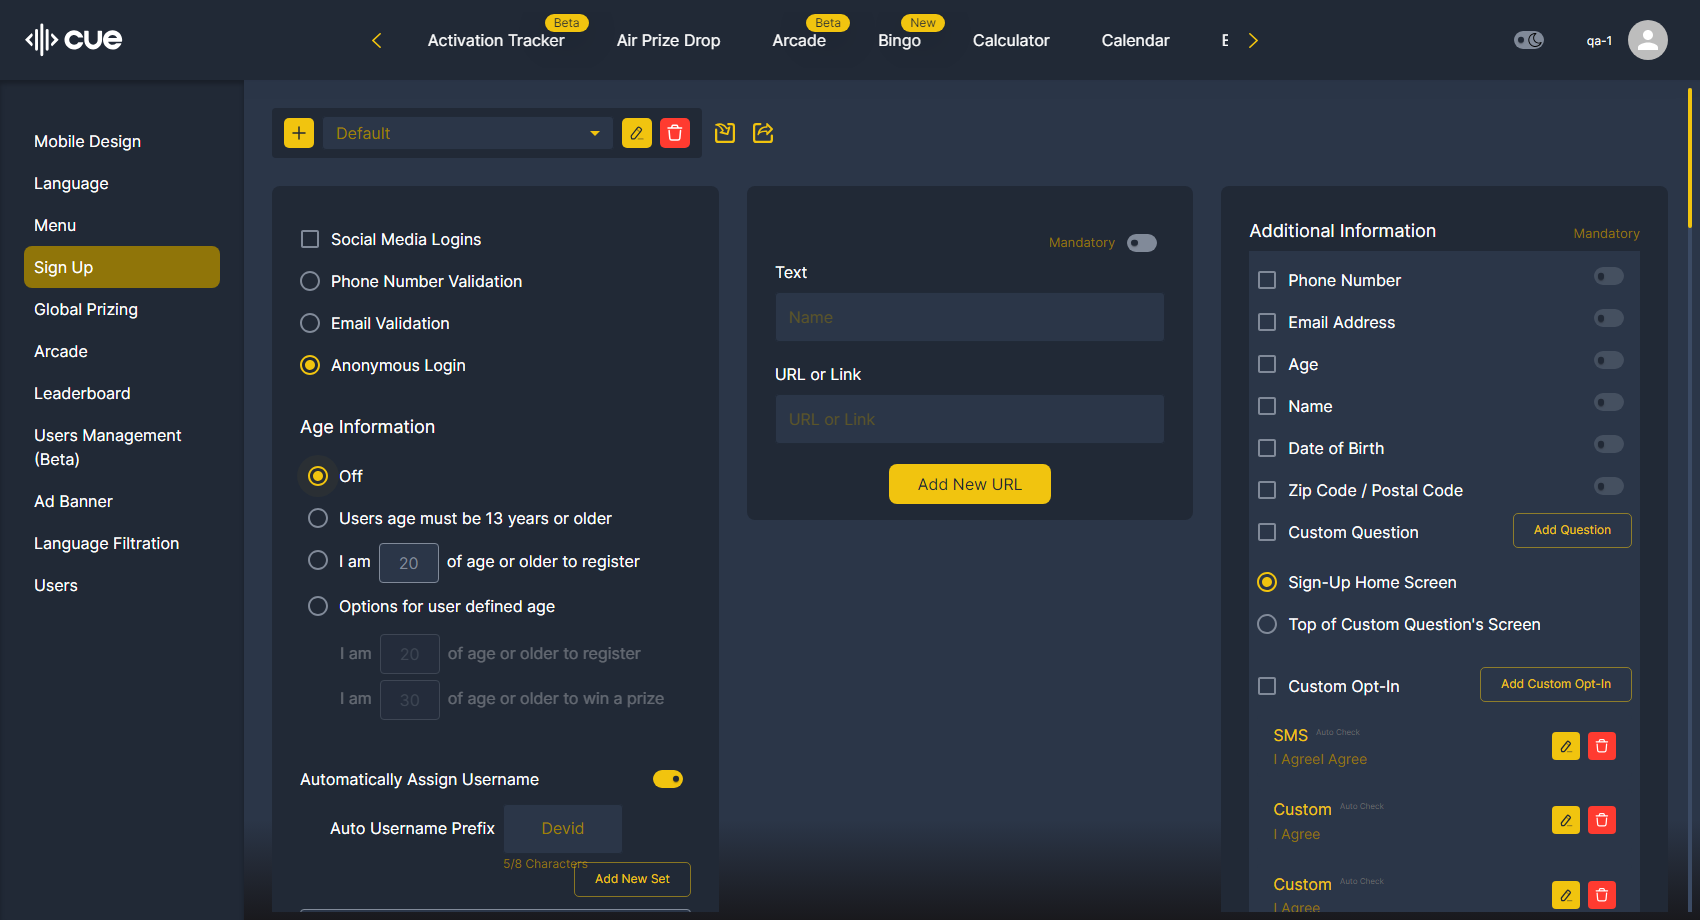 cue
Activation Tracker
Beta
Air Prize Drop
Arcade
Beta
Bingo
New
Calculator
Calendar
qa-1
Mobile Design
Language
Menu
Sign Up
Global Prizing
Arcade
Leaderboard
Users Management
(Beta)
Ad Banner
Language Filtration
Users
Default
Social Media Logins
Phone Number Validation
Email Validation
Anonymous Login
Age Information
Off
Users age must be 13 years or older
I am 20 of age or older to register
Options for user defined age
I am 20 of age or older to register
I am 30 of age or older to win a prize
Automatically Assign Username
Auto Username Prefix Devid
5/8 Characters
Add New Set
Mandatory
Text
Name
URL or Link
URL or Link
Add New URL
Additional Information Mandatory
Phone Number
Email Address
Age
Name
Date of Birth
Zip Code / Postal Code
Custom Question Add Question
Sign-Up Home Screen
Top of Custom Question's Screen
Custom Opt-In Add Custom Opt-In
SMS Auto Check
I AgreeI Agree
Custom Auto Check
I Agree
Custom Auto Check
I Agree